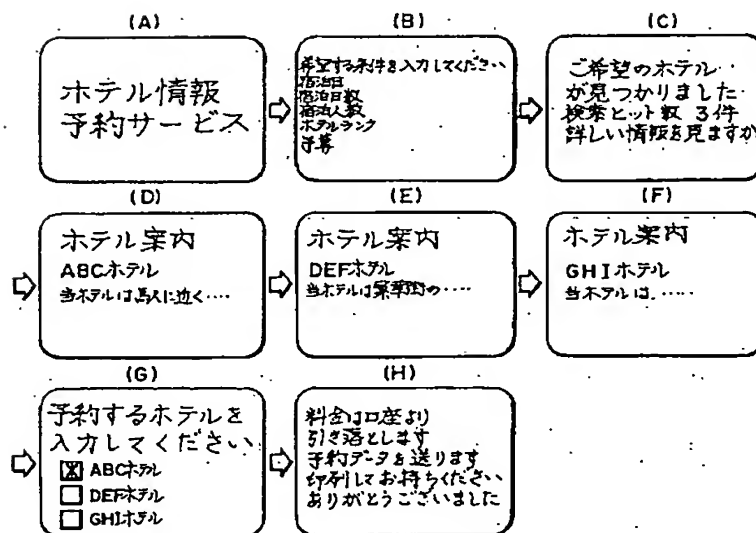 (A)
ホテル情報
予約サービス
(B)
希望する条件を入力してください
宿泊日
宿泊日数
宿泊人数
ホテルランク
予算
(C)
ご希望のホテル
が見つかりました
検索ヒット数 3件
詳しい情報を見ますか
(D)
ホテル案内
ABCホテル
当ホテルは駅に近く‥‥
(E)
ホテル案内
DEFホテル
当ホテルは繁華街の‥‥
(F)
ホテル案内
GHIホテル
当ホテルは‥‥‥
(G)
予約するホテルを
入力してください
ABCホテル
DEFホテル
GHIホテル
(H)
料金は口座より
引き落とします
予約データを送ります
印刷してお持ちください
ありがとうございました